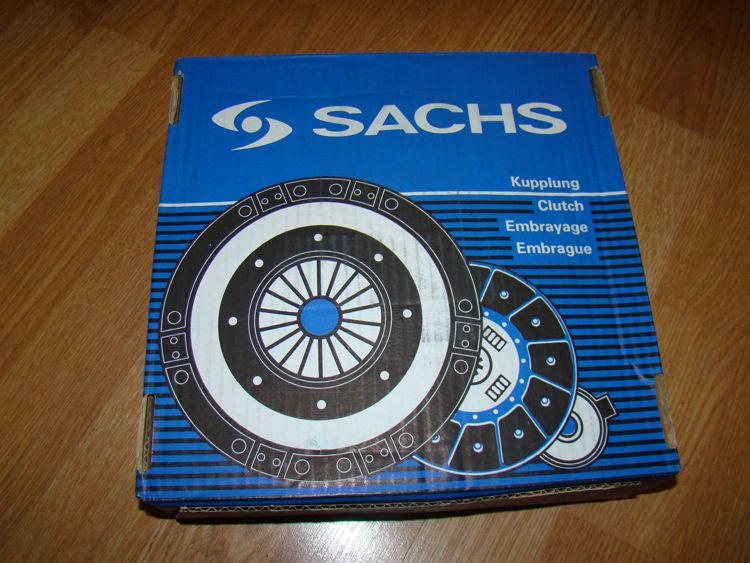 SACHS
Kupplung
Clutch
Embrayage
Embrague